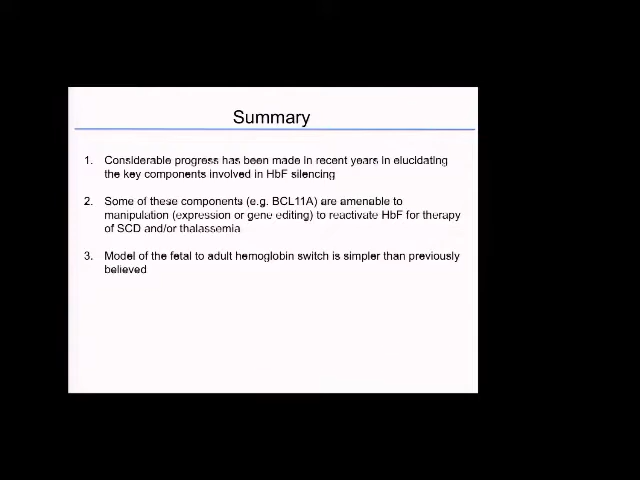 Summary
1. Considerable progress has been made in recent years in elucidating
the key components involved in HbF silencing
2. Some of these components (e.g. BCL11A) are amenable to
manipulation (expression or gene editing) to reactivate HbF for therapy
of SCD and/or thalassemia
3. Model of the fetal to adult hemoglobin switch is simpler than previously
believed